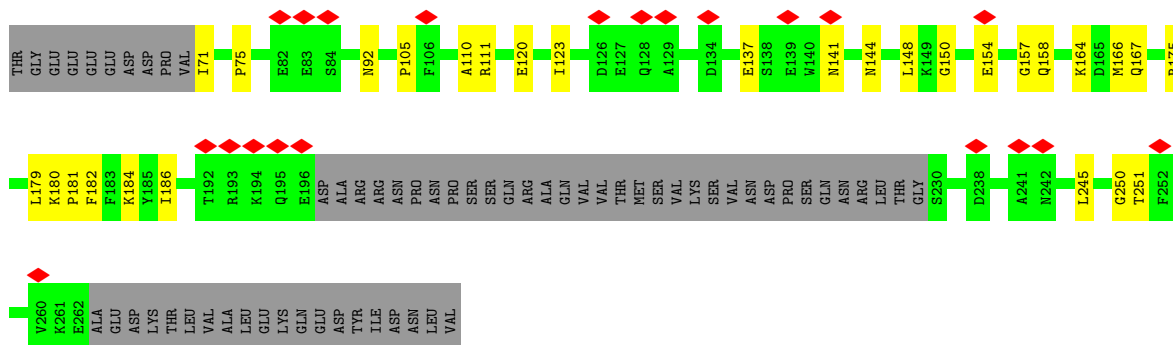 THR GLY GLU GLU GLU GLU ASP ASP PRO VAL I71 P75 E82 E83 S84 N92 P105 F106 A110 R111 E120 I123 D126 E127 Q128 A129 D134 E137 S138 E139 W140 N141 N144 L148 K149 G150 E154 G157 Q158 K164 D165 M166 Q167
L179 K180 P181 F182 F183 K184 Y185 I186 T192 R193 K194 Q195 E196 ASP ALA ARG ARG ASN PRO ASN PRO SER SER GLN ARG ALA GLN VAL VAL THR MET SER VAL LYS SER VAL ASN ASP PRO SER GLN ASN ARG LEU THR GLY S230 D238 A241 N242 L245 G250 T251 F252
V260 K261 E262 ALA GLU ASP LYS THR LEU VAL ALA LEU GLU LYS GLN GLU ASP TYR ILE ASP ASN LEU VAL